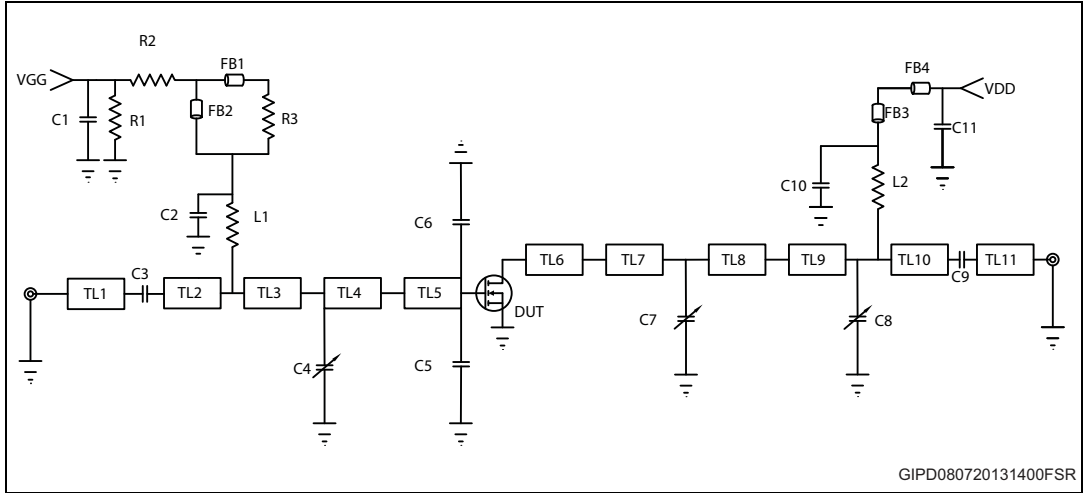 R2
FB1
FB4
VGG
VDD
C1
R1
FB2
R3
FB3
C11
C10
L2
C2
L1
C6
TL6
TL7
TL8
TL9
TL10
C9
TL11
C3
TL1
TL2
TL3
TL4
TL5
DUT
C7
C8
C4
C5
GIPD080720131400FSR